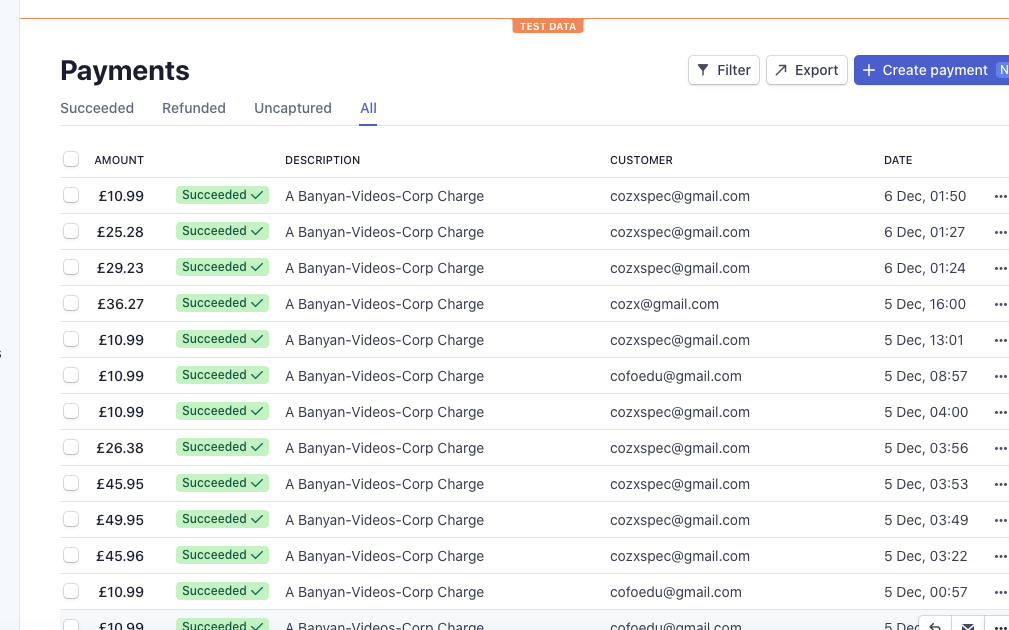 TEST DATA
Payments
Filter
Export
+ Create payment N
Succeeded Refunded Uncaptured All
AMOUNT DESCRIPTION CUSTOMER DATE
£10.99 Succeeded A Banyan-Videos-Corp Charge cozxspec@gmail.com 6 Dec, 01:50
£25.28 Succeeded A Banyan-Videos-Corp Charge cozxspec@gmail.com 6 Dec, 01:27
£29.23 Succeeded A Banyan-Videos-Corp Charge cozxspec@gmail.com 6 Dec, 01:24
£36.27 Succeeded A Banyan-Videos-Corp Charge cozx@gmail.com 5 Dec, 16:00
£10.99 Succeeded A Banyan-Videos-Corp Charge cozxspec@gmail.com 5 Dec, 13:01
£10.99 Succeeded A Banyan-Videos-Corp Charge cofoedu@gmail.com 5 Dec, 08:57
£10.99 Succeeded A Banyan-Videos-Corp Charge cozxspec@gmail.com 5 Dec, 04:00
£26.38 Succeeded A Banyan-Videos-Corp Charge cozxspec@gmail.com 5 Dec, 03:56
£45.95 Succeeded A Banyan-Videos-Corp Charge cozxspec@gmail.com 5 Dec, 03:53
£49.95 Succeeded A Banyan-Videos-Corp Charge cozxspec@gmail.com 5 Dec, 03:49
£45.96 Succeeded A Banyan-Videos-Corp Charge cozxspec@gmail.com 5 Dec, 03:22
£10.99 Succeeded A Banyan-Videos-Corp Charge cofoedu@gmail.com 5 Dec, 00:57
£10.99 Succeeded A Banyan-Videos-Corp Charge cofoedu@gmail.com 5 Dec